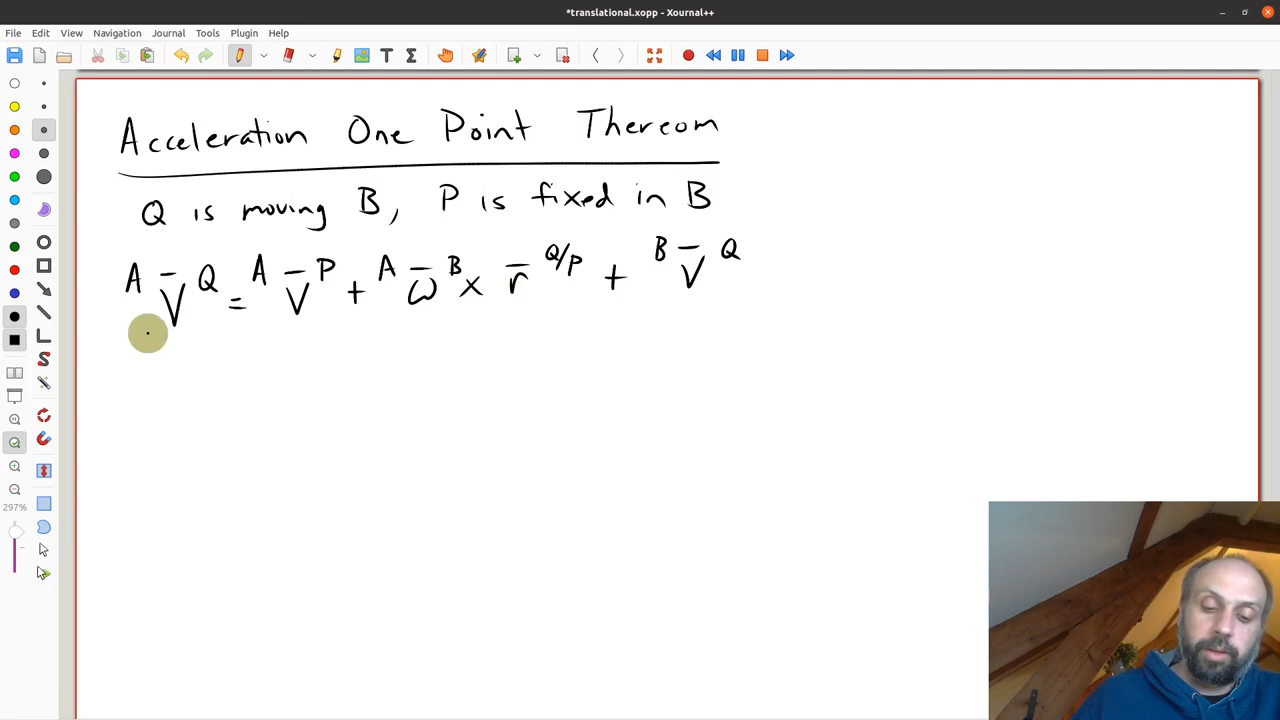 *translational.xopp - Xournal++
File Edit View Navigation Journal Tools Plugin Help
Acceleration One Point Thereom
Q is moving B, P is fixed in B
A V̄ Q = A V̄ P + A ω̄ B × r̄ Q/P + B V̄ Q
297%